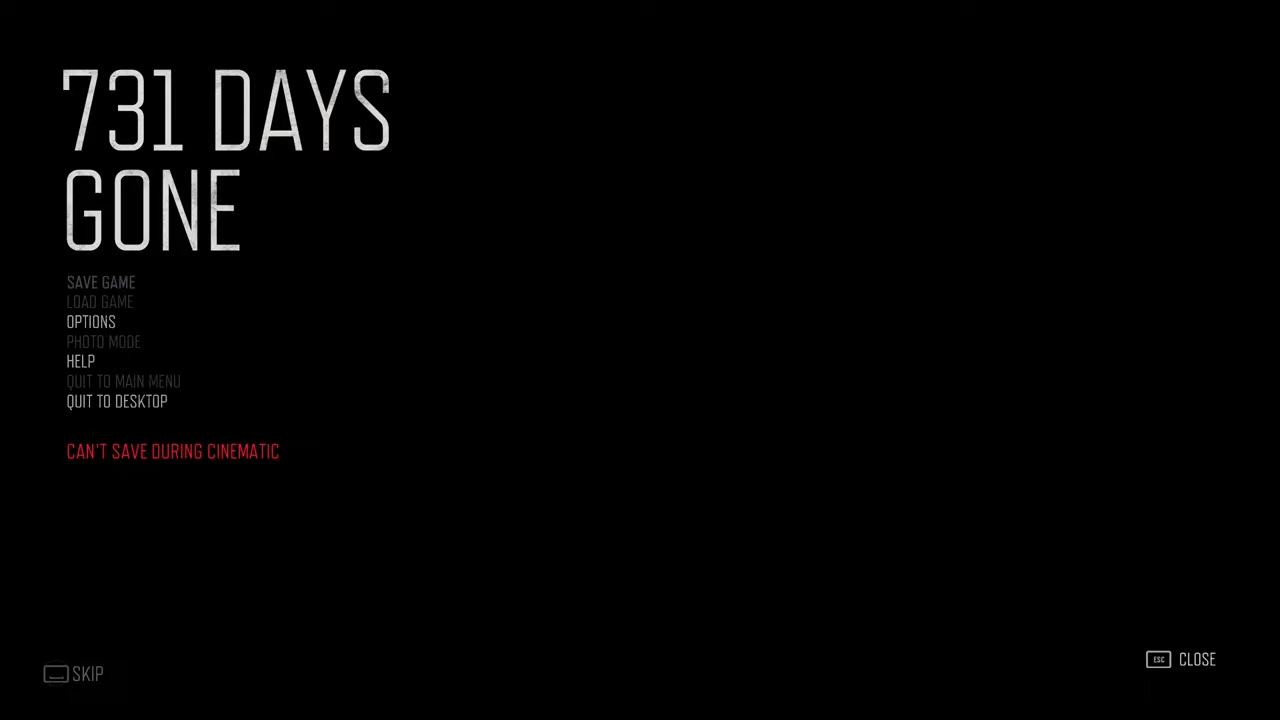 731 DAYS
GONE
SAVE GAME
LOAD GAME
OPTIONS
PHOTO MODE
HELP
QUIT TO MAIN MENU
QUIT TO DESKTOP
CAN'T SAVE DURING CINEMATIC
ESC CLOSE
SKIP